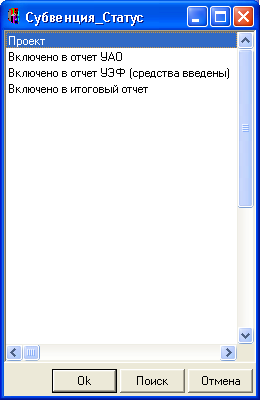 Субвенция_Статус
Проект
Включено в отчет УАО
Включено в отчет УЭФ (средства введены)
Включено в итоговый отчет
Ok
Поиск
Отмена